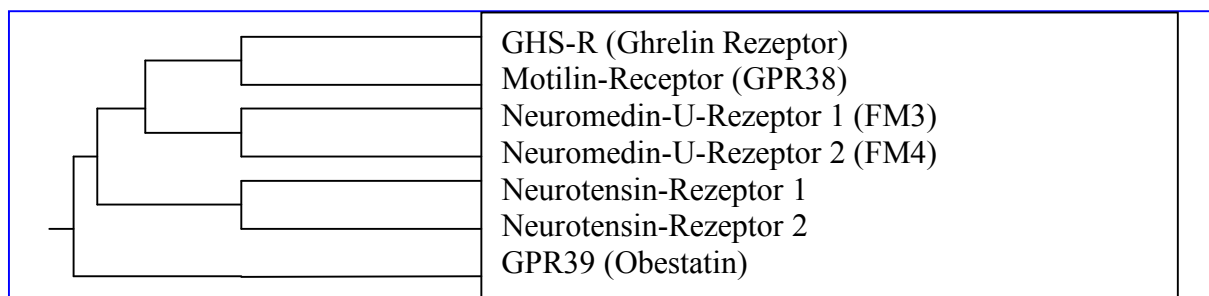 GHS-R (Ghrelin Rezeptor)
Motilin-Receptor (GPR38)
Neuromedin-U-Rezeptor 1 (FM3)
Neuromedin-U-Rezeptor 2 (FM4)
Neurotensin-Rezeptor 1
Neurotensin-Rezeptor 2
GPR39 (Obestatin)